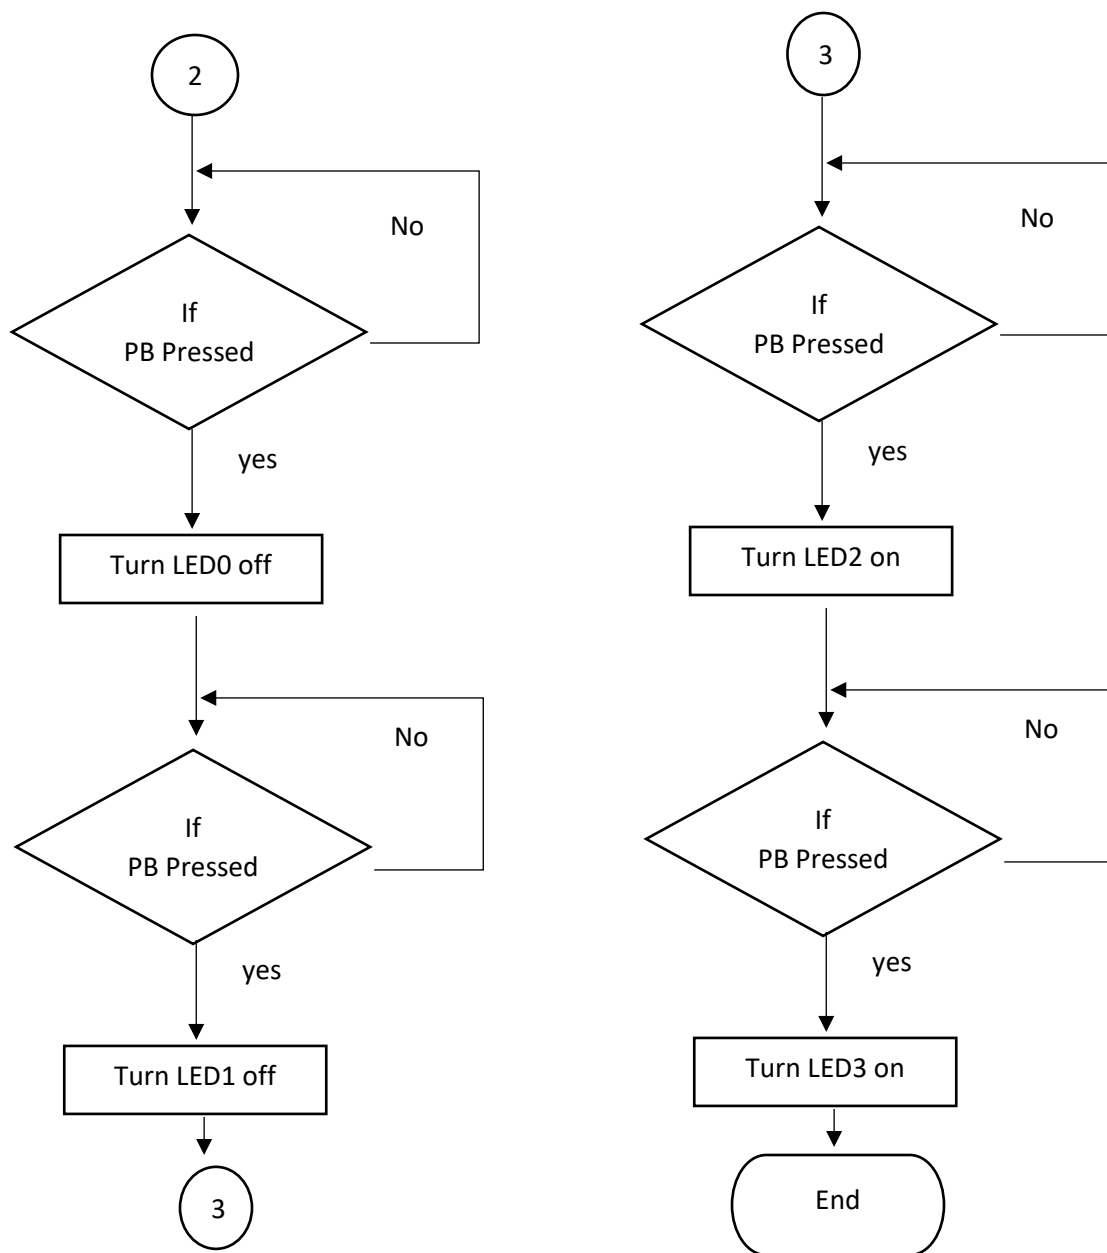 2
No
If
PB Pressed
yes
Turn LED0 off
No
If
PB Pressed
yes
Turn LED1 off
3
3
No
If
PB Pressed
yes
Turn LED2 on
No
If
PB Pressed
yes
Turn LED3 on
End